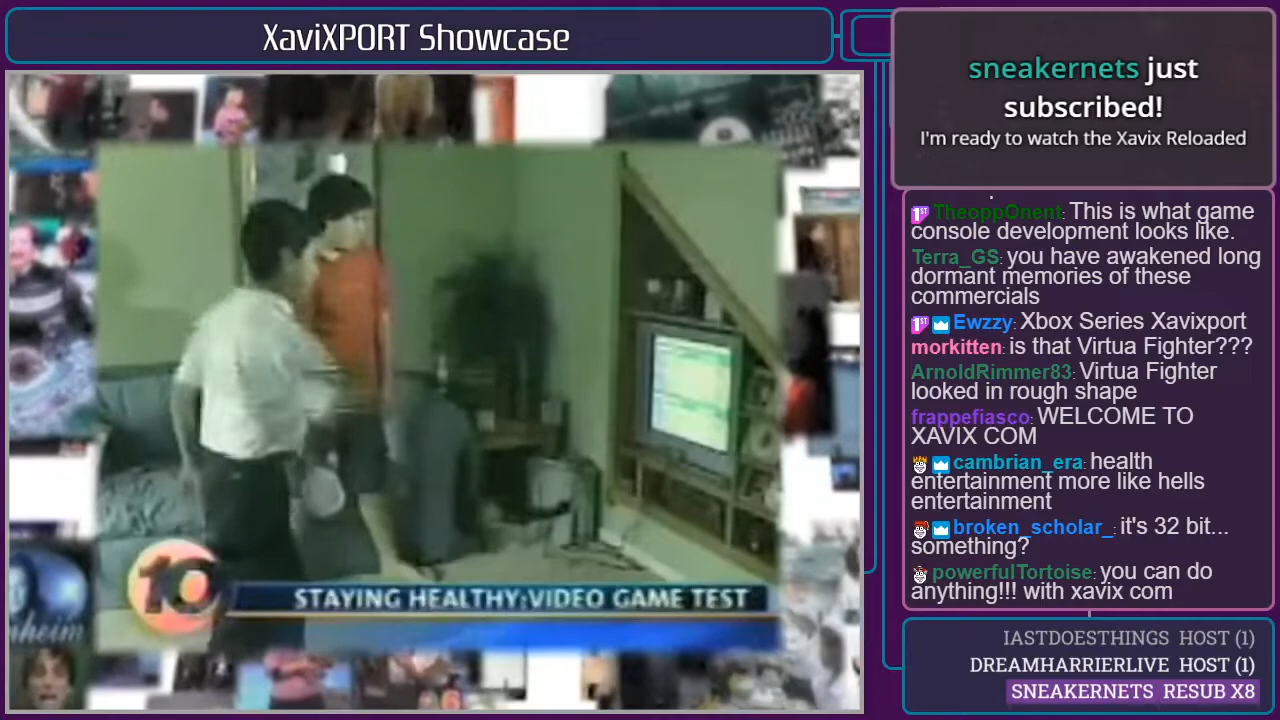 XaviXPORT Showcase
sneakernets just
subscribed!
I'm ready to watch the Xavix Reloaded
TheoppOnent: This is what game
console development looks like.
Terra_GS: you have awakened long
dormant memories of these
commercials
Ewzzy: Xbox Series Xavixport
morkitten: is that Virtua Fighter???
ArnoldRimmer83: Virtua Fighter
looked in rough shape
frappefiasco: WELCOME TO
XAVIX COM
cambrian_era: health
entertainment more like hells
entertainment
broken_scholar_: it's 32 bit...
something?
powerfulTortoise: you can do
anything!!! with xavix com
10
STAYING HEALTHY:VIDEO GAME TEST
nheim
IASTDOESTHINGS HOST (1)
DREAMHARRIERLIVE HOST (1)
SNEAKERNETS RESUB X8